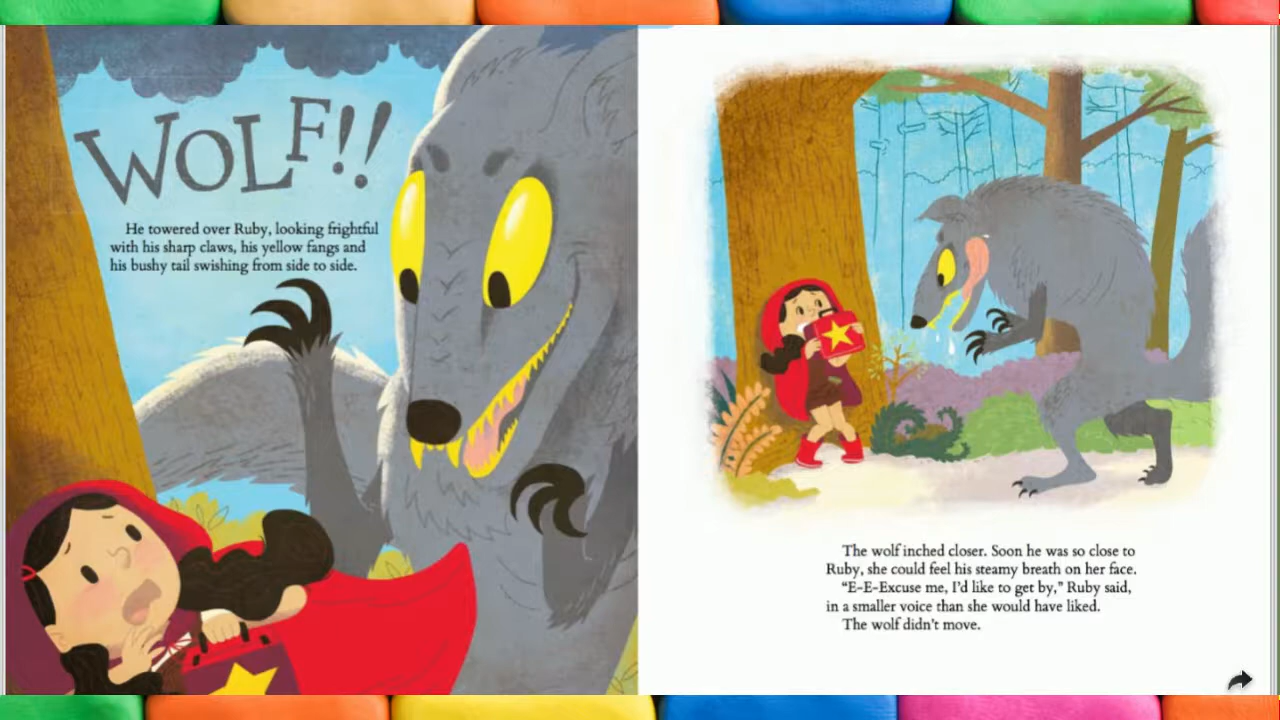 WOLF!!
He towered over Ruby, looking frightful
with his sharp claws, his yellow fangs and
his bushy tail swishing from side to side.
The wolf inched closer. Soon he was so close to
Ruby, she could feel his steamy breath on her face.
“E-E-Excuse me, I’d like to get by,” Ruby said,
in a smaller voice than she would have liked.
The wolf didn’t move.